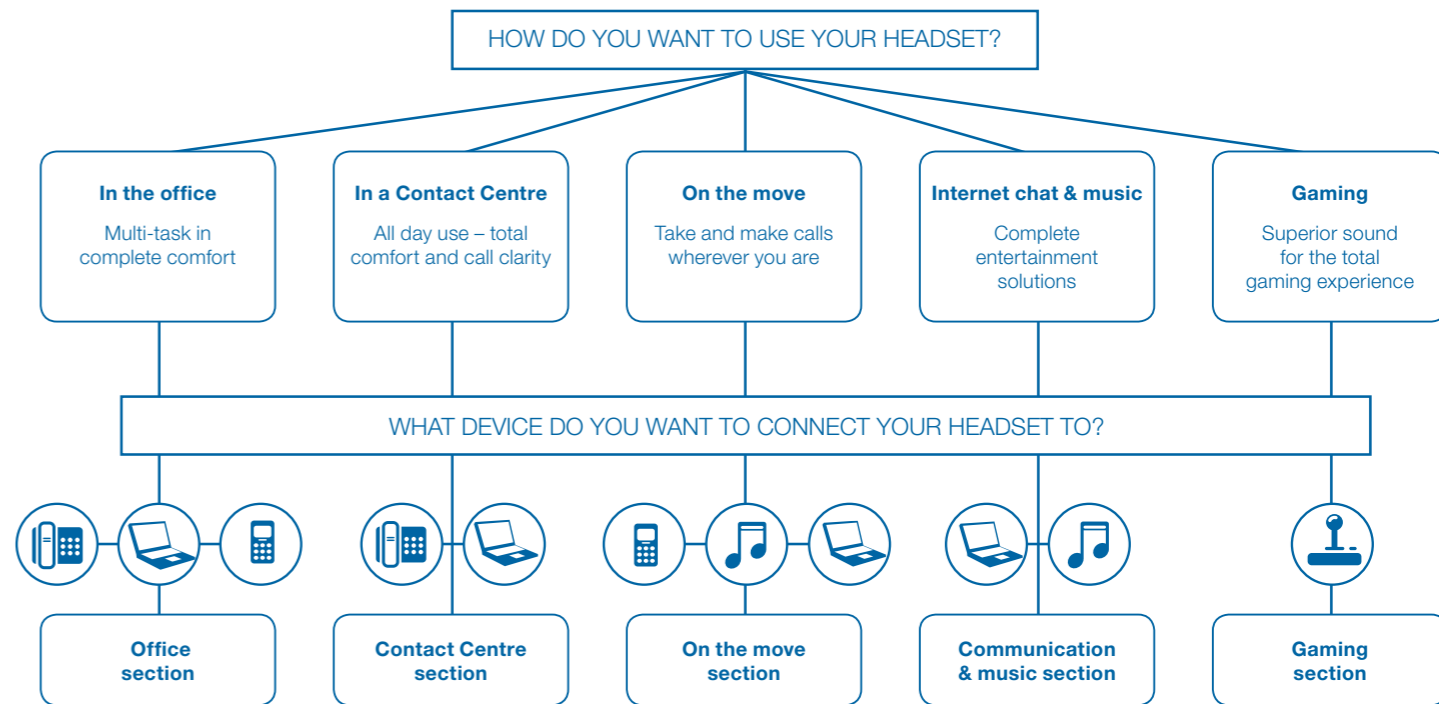 HOW DO YOU WANT TO USE YOUR HEADSET?
In the office
Multi-task in
complete comfort
In a Contact Centre
All day use – total
comfort and call clarity
On the move
Take and make calls
wherever you are
Internet chat & music
Complete
entertainment
solutions
Gaming
Superior sound
for the total
gaming experience
WHAT DEVICE DO YOU WANT TO CONNECT YOUR HEADSET TO?
Office
section
Contact Centre
section
On the move
section
Communication
& music section
Gaming
section